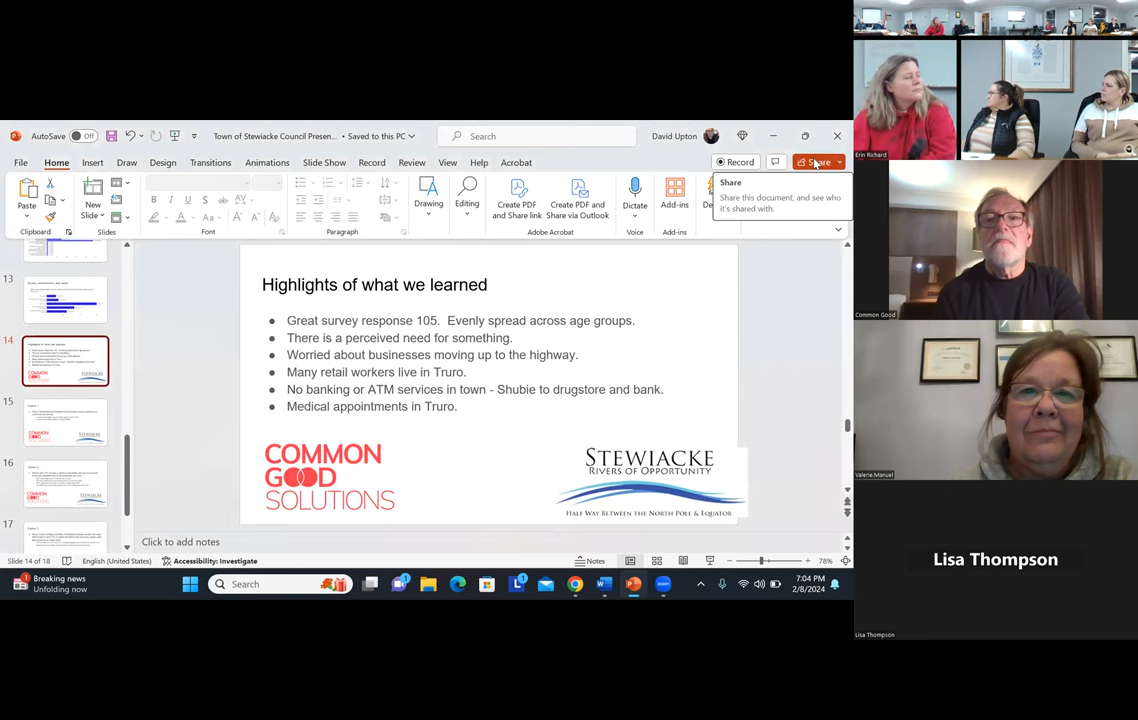 AutoSave
Off
Town of Stewiacke Council Presen... • Saved to this PC
Search
David Upton
File Home Insert Draw Design Transitions Animations Slide Show Record Review View Help Acrobat
Record
Share
Paste
New
Slide
Drawing
Editing
Create PDF
and Share link
Create PDF and
Share via Outlook
Dictate
Add-ins
Clipboard
Slides
Font
Paragraph
Adobe Acrobat
Voice
Add-ins
Share
Share this document, and see who
it's shared with.
13
14
15
16
17
Highlights of what we learned
● Great survey response 105. Evenly spread across age groups.
● There is a perceived need for something.
● Worried about businesses moving up to the highway.
● Many retail workers live in Truro.
● No banking or ATM services in town - Shubie to drugstore and bank.
● Medical appointments in Truro.
COMMON
GOOD
SOLUTIONS
STEWIACKE
RIVERS OF OPPORTUNITY
HALF WAY BETWEEN THE NORTH POLE & EQUATOR
Click to add notes
Slide 14 of 18
English (United States)
Accessibility: Investigate
Notes
78%
Breaking news
Unfolding now
Search
7:04 PM
2/8/2024
Erin Richard
Common Good
Valerie.Manuel
Lisa Thompson
Lisa Thompson